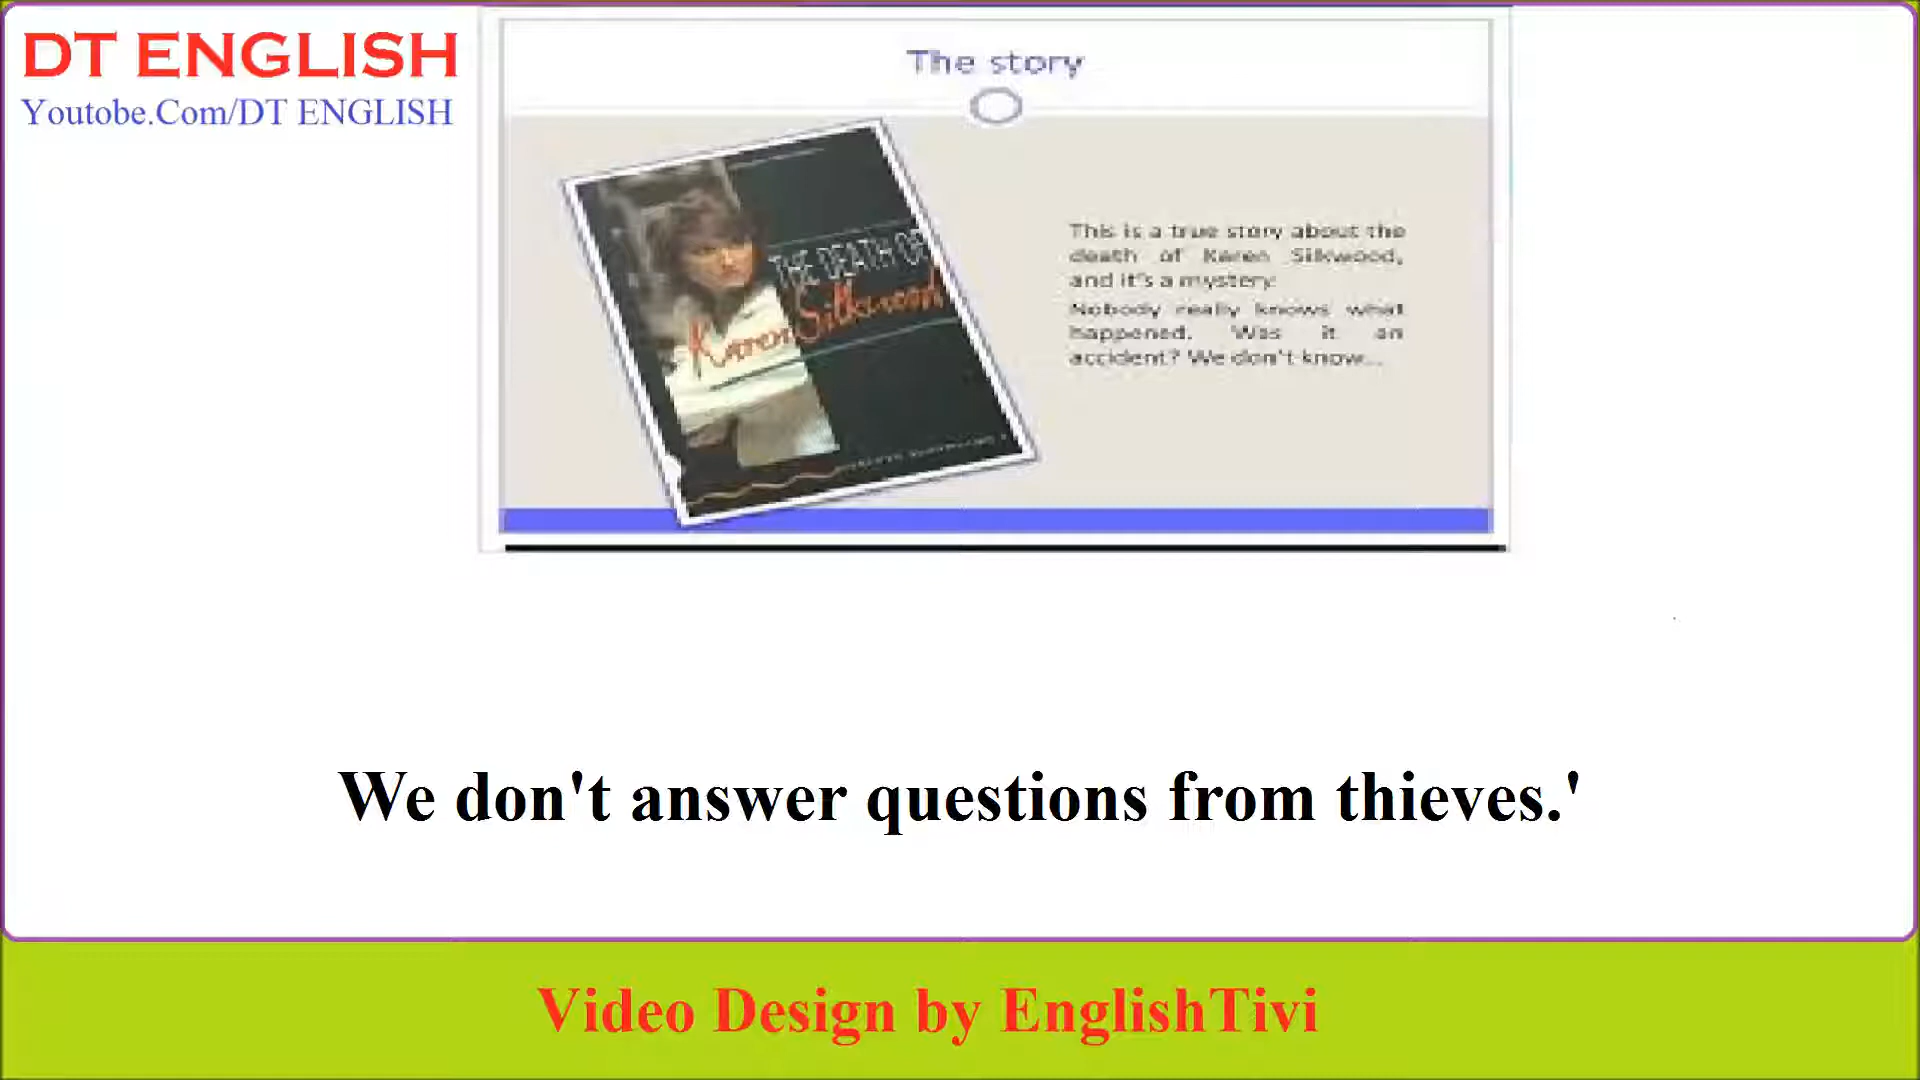 DT ENGLISH
Youtobe.Com/DT ENGLISH
The story
THE DEATH OF
Karen Silkwood
This is a true story about the
death of Karen Silkwood,
and it's a mystery.
Nobody really knows what
happened. Was it an
accident? We don't know...
We don't answer questions from thieves.'
Video Design by EnglishTivi